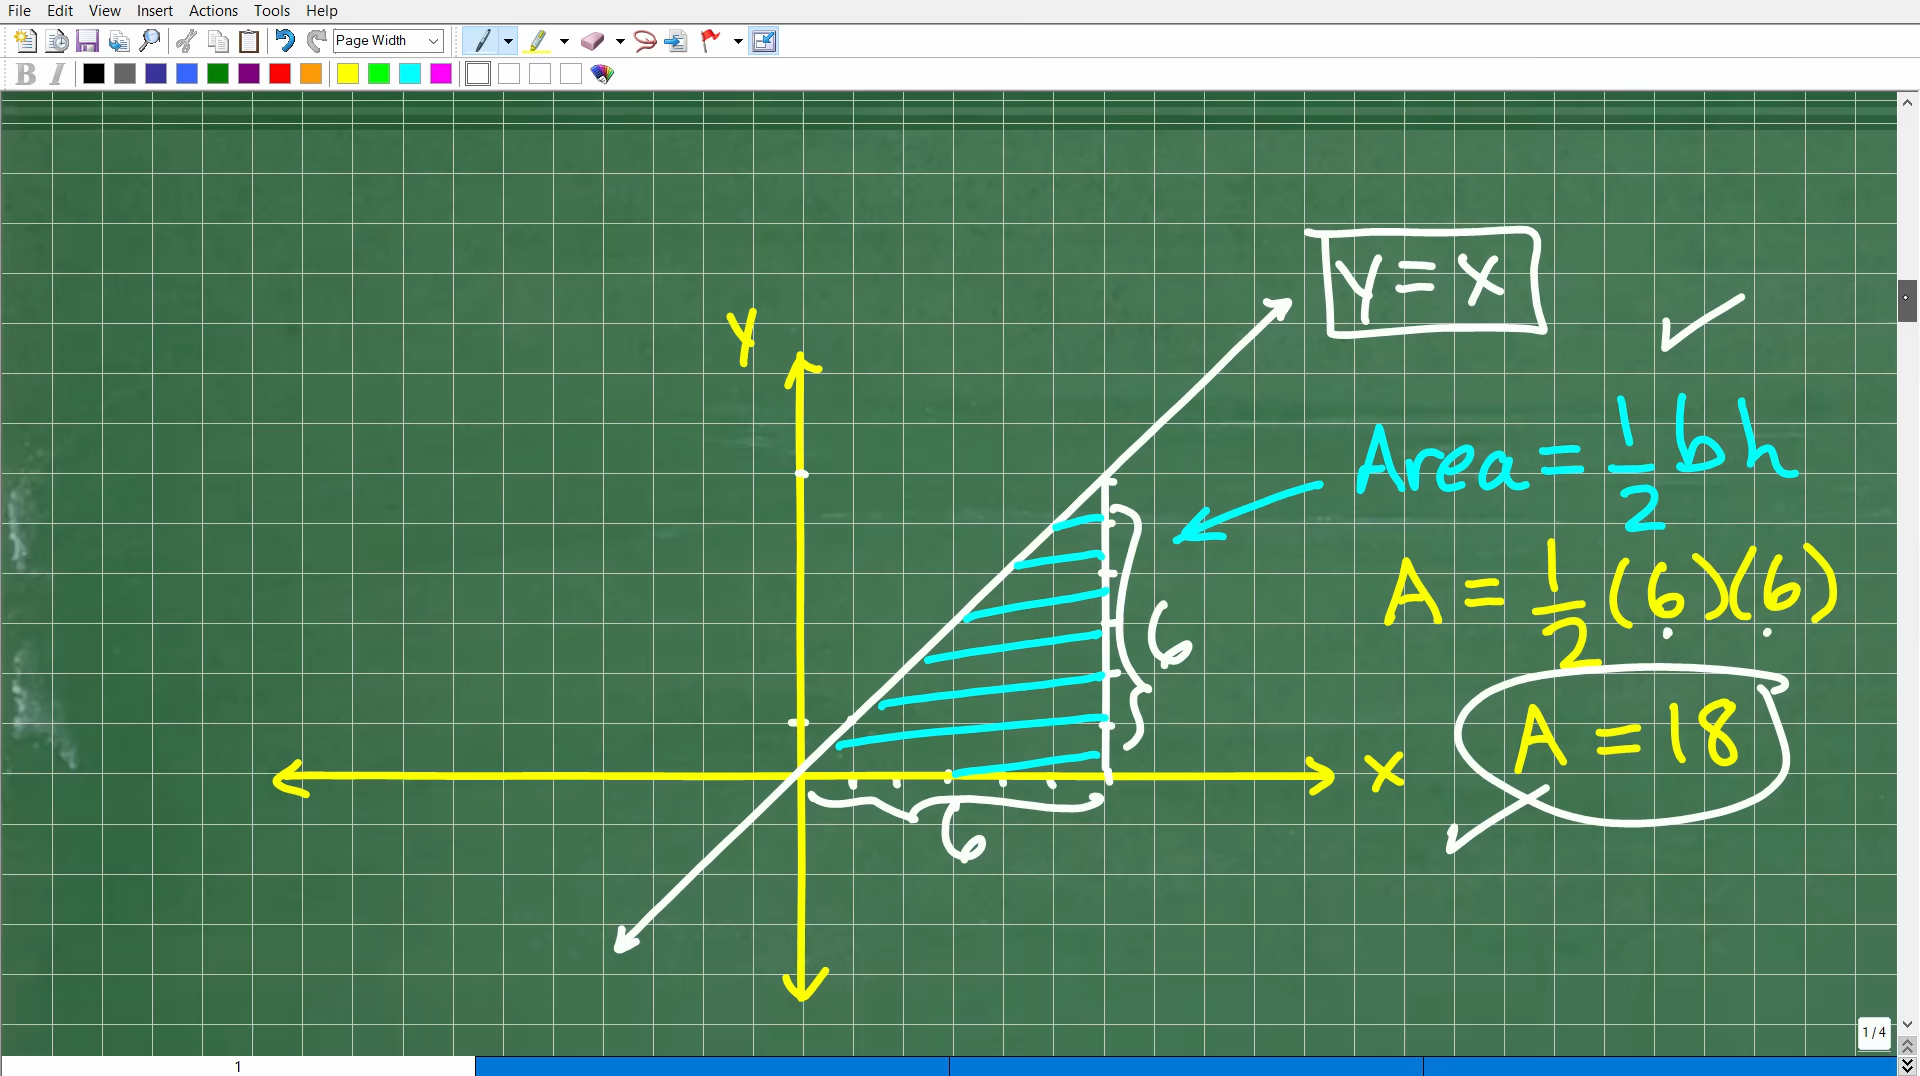 File Edit View Insert Actions Tools Help
Page Width
B I
y = x
Y
Area = 1/2 b h
A = 1/2 (6)(6)
6
A = 18
X
6
1 / 4
1